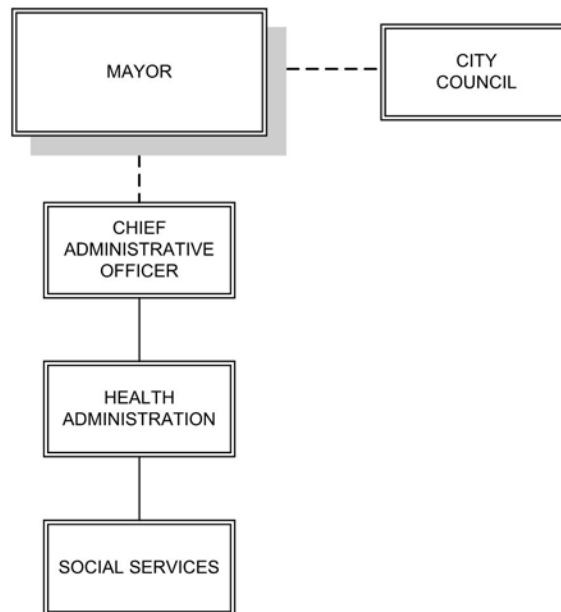 MAYOR
CITY
COUNCIL
CHIEF
ADMINISTRATIVE
OFFICER
HEALTH
ADMINISTRATION
SOCIAL SERVICES